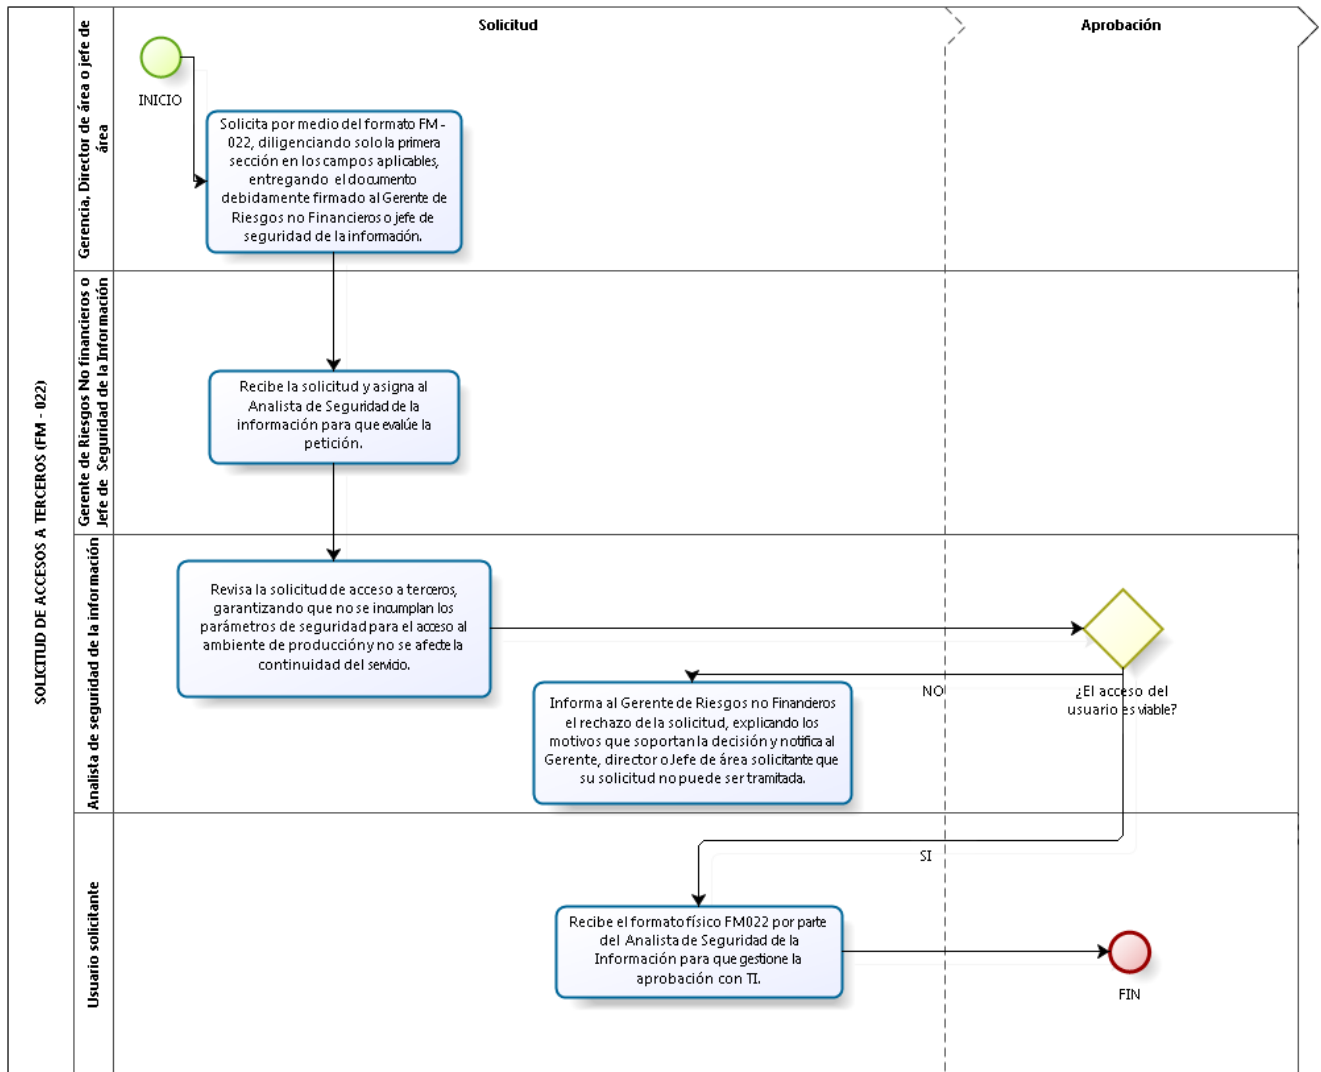 Solicitud
Aprobación
SOLICITUD DE ACCESOS A TERCEROS (FM - 022)
Gerencia, Director de área o jefe de
área
INICIO
Solicita por medio del formato FM -
022, diligenciando solo la primera
sección en los campos aplicables,
entregando el documento
debidamente firmado al Gerente de
Riesgos no Financieros o jefe de
seguridad de la información.
Gerente de Riesgos No financieros o
Jefe de Seguridad de la Información
Recibe la solicitud y asigna al
Analista de Seguridad de la
información para que evalúe la
petición.
Analista de seguridad de la información
Revisa la solicitud de acceso a terceros,
garantizando que no se incumplan los
parámetros de seguridad para el acceso al
ambiente de producción y no se afecte la
continuidad del servicio.
¿El acceso del
usuario es viable?
NO
Informa al Gerente de Riesgos no Financieros
el rechazo de la solicitud, explicando los
motivos que soportan la decisión y notifica al
Gerente, director o Jefe de área solicitante que
su solicitud no puede ser tramitada.
Usuario solicitante
SI
Recibe el formato físico FM022 por parte
del Analista de Seguridad de la
Información para que gestione la
aprobación con TI.
FIN